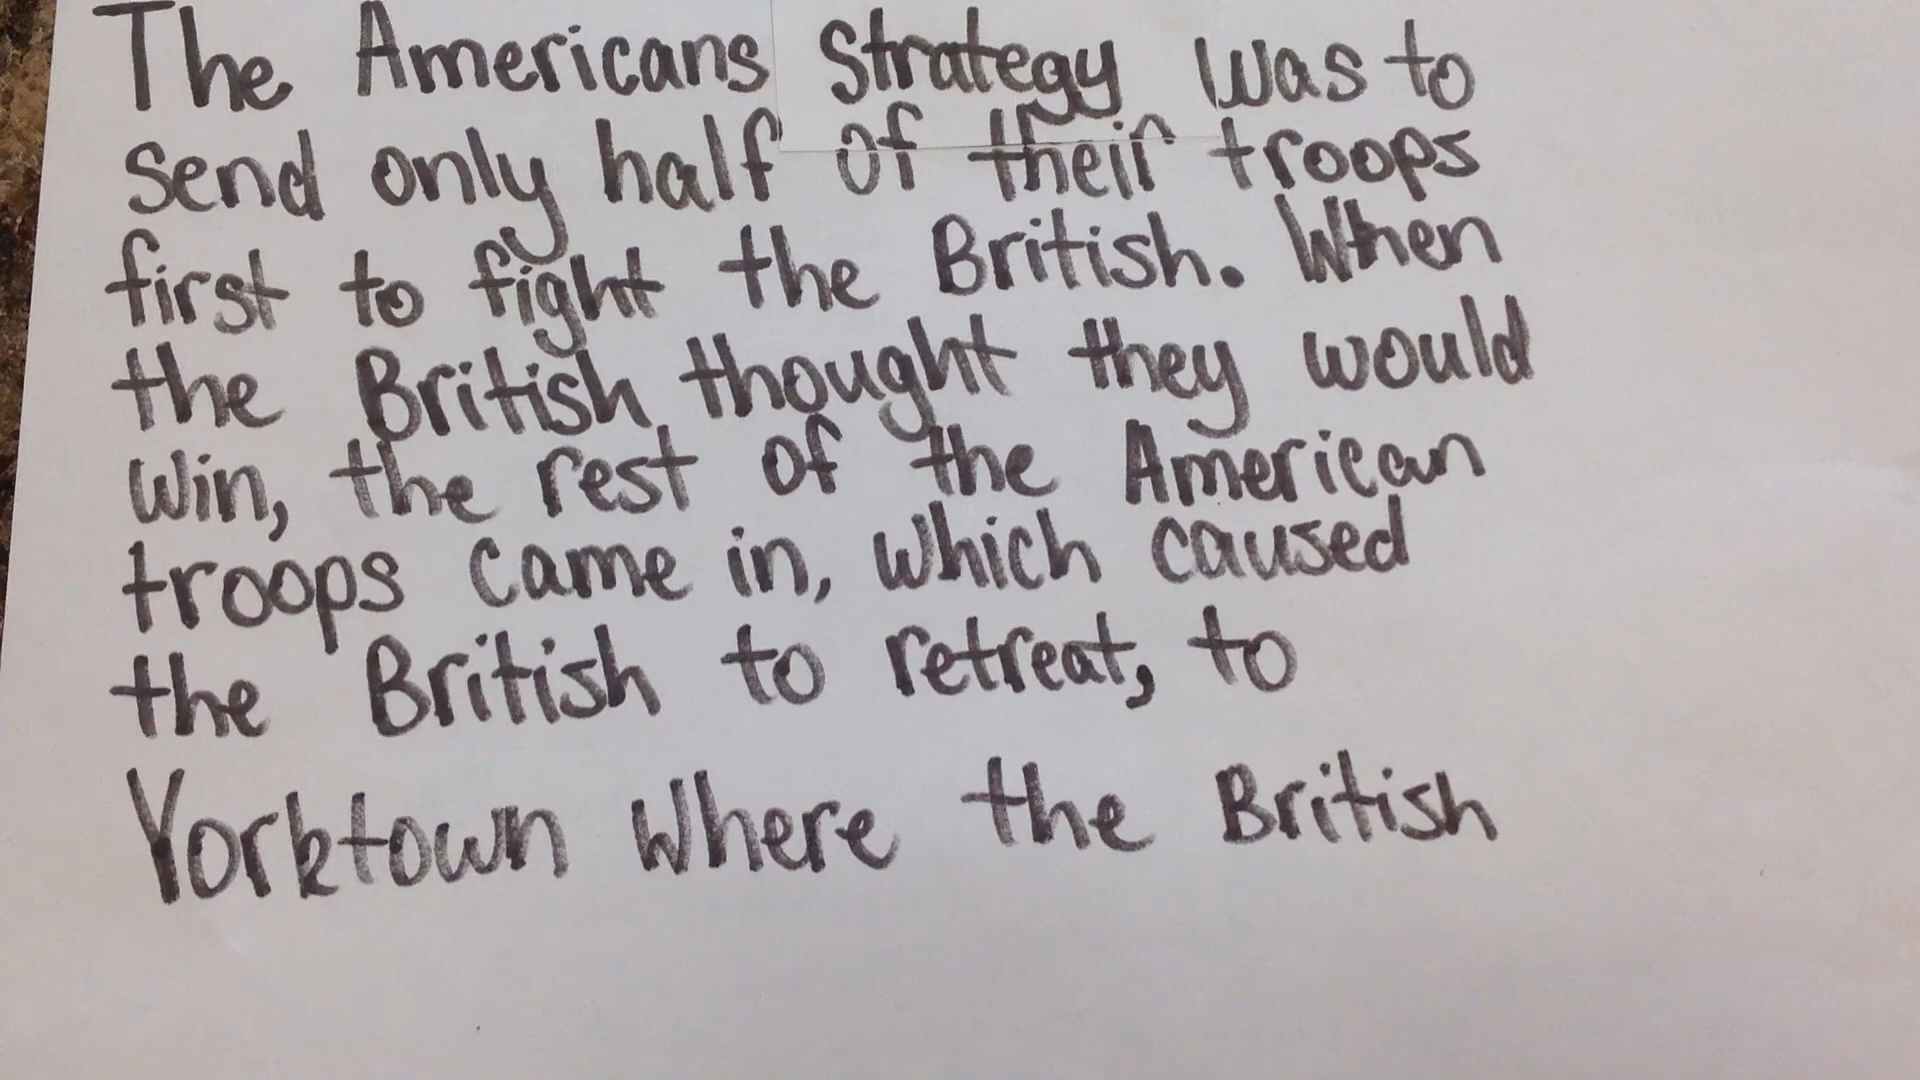 The Americans Strategy was to
send only half of their troops
first to fight the British. When
the British thought they would
win, the rest of the American
troops came in, which caused
the British to retreat, to
Yorktown where the British